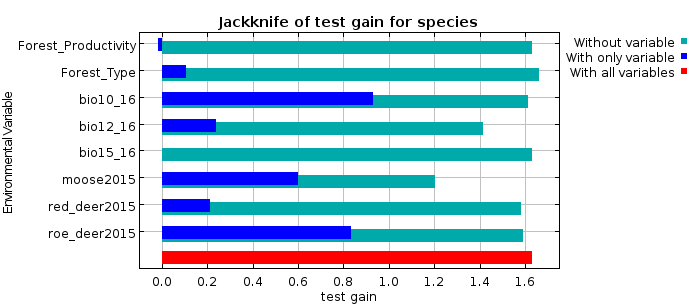 Jackknife of test gain for species
Environmental Variable
Forest_Productivity
Forest_Type
bio10_16
bio12_16
bio15_16
moose2015
red_deer2015
roe_deer2015
Without variable
With only variable
With all variables
0.0 0.2 0.4 0.6 0.8 1.0 1.2 1.4 1.6
test gain